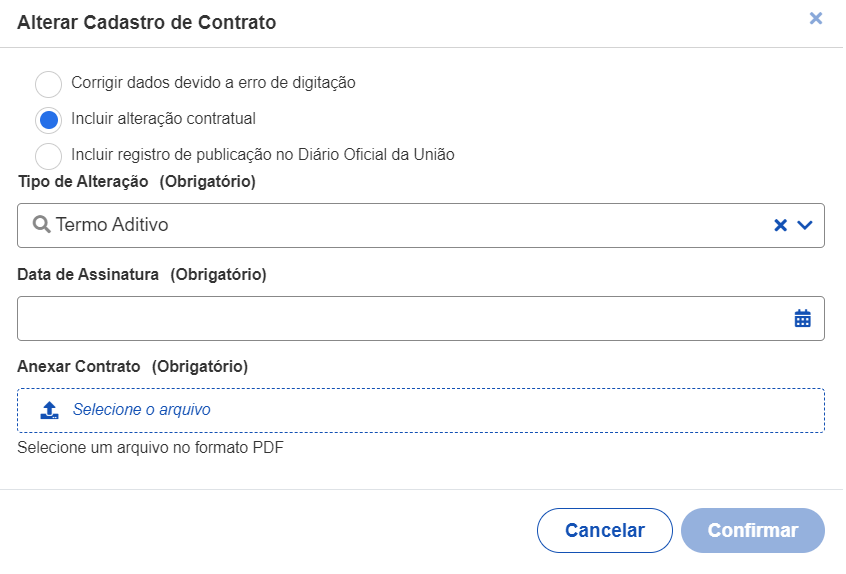 Alterar Cadastro de Contrato
Corrigir dados devido a erro de digitação
Incluir alteração contratual
Incluir registro de publicação no Diário Oficial da União
Tipo de Alteração (Obrigatório)
Termo Aditivo
Data de Assinatura (Obrigatório)
Anexar Contrato (Obrigatório)
Selecione o arquivo
Selecione um arquivo no formato PDF
Cancelar Confirmar